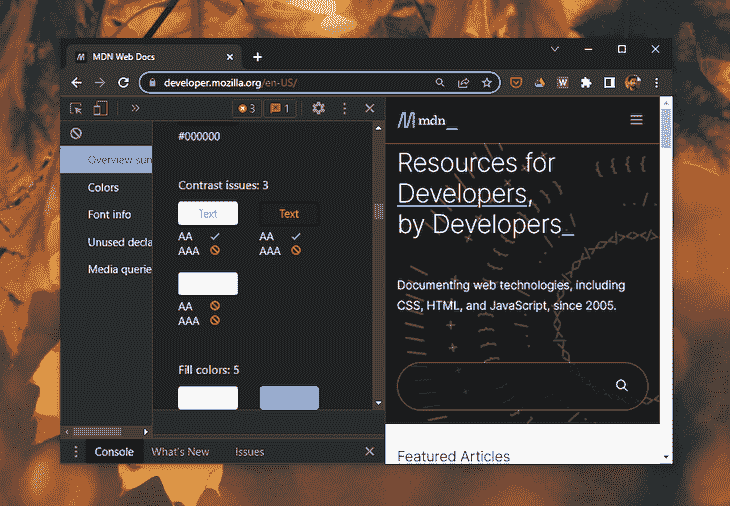 MDN Web Docs
developer.mozilla.org/en-US/
3
1
#000000
Overview sum
Colors
Font info
Unused decla
Media querie
Contrast issues: 3
Text
Text
AA
AA
AAA
AAA
AA
AAA
Fill colors: 5
Console
What's New
Issues
mdn_
Resources for
Developers,
by Developers_
Documenting web technologies, including
CSS, HTML, and JavaScript, since 2005.
Featured Articles